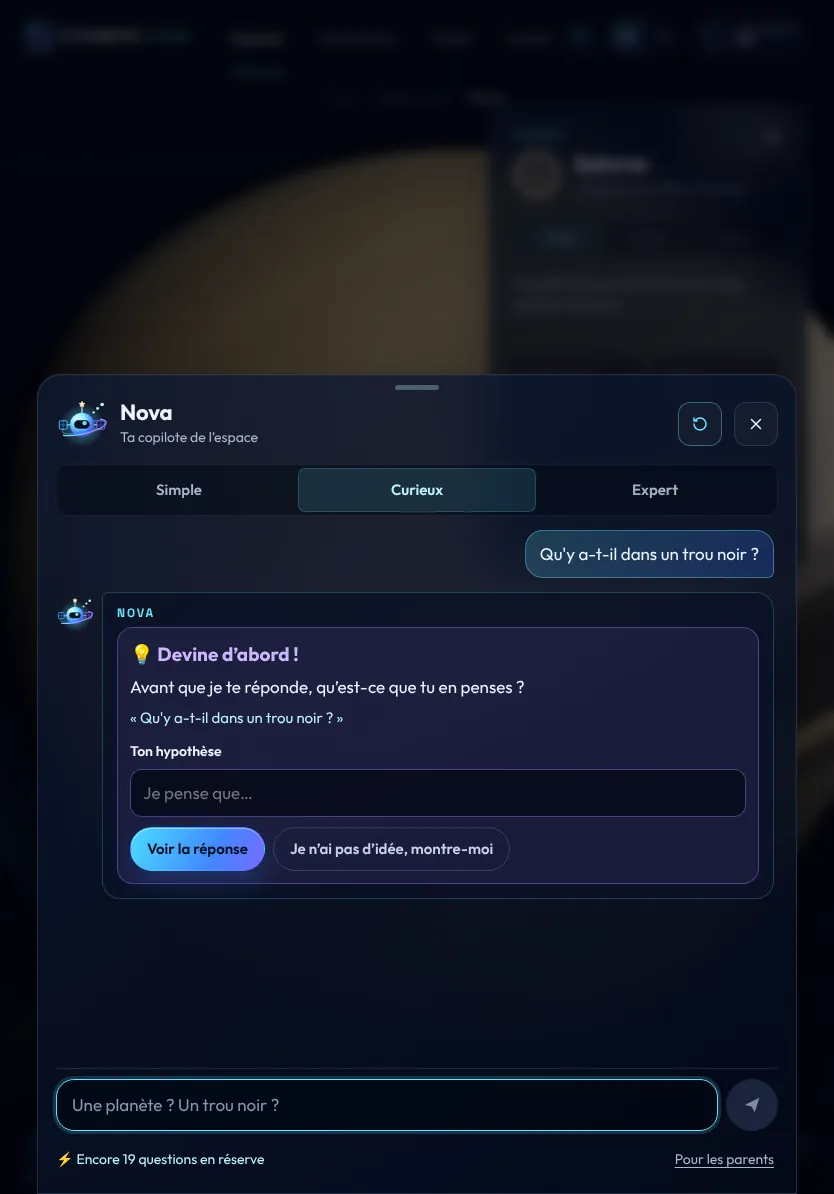 Nova
Ta copilote de l'espace
Simple
Curieux
Expert
Qu'y a-t-il dans un trou noir ?
NOVA
💡 Devine d’abord !
Avant que je te réponde, qu’est-ce que tu en penses ?
« Qu'y a-t-il dans un trou noir ? »
Ton hypothèse
Je pense que…
Voir la réponse
Je n’ai pas d’idée, montre-moi
Une planète ? Un trou noir ?
⚡ Encore 19 questions en réserve
Pour les parents